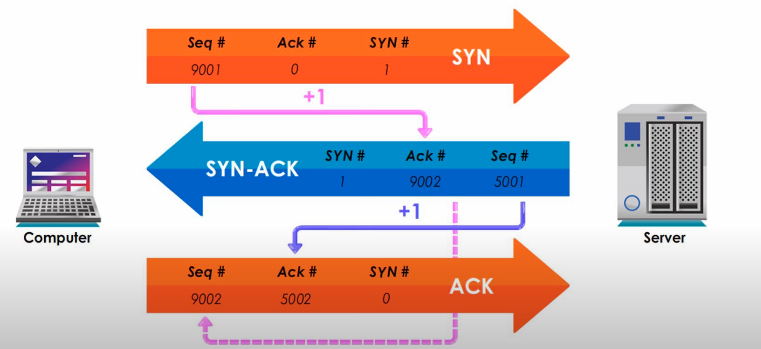 Seq # Ack # SYN #
SYN
9001 0 1
+1
SYN # Ack # Seq #
SYN-ACK
1 9002 5001
+1
Computer
Server
Seq # Ack # SYN #
ACK
9002 5002 0